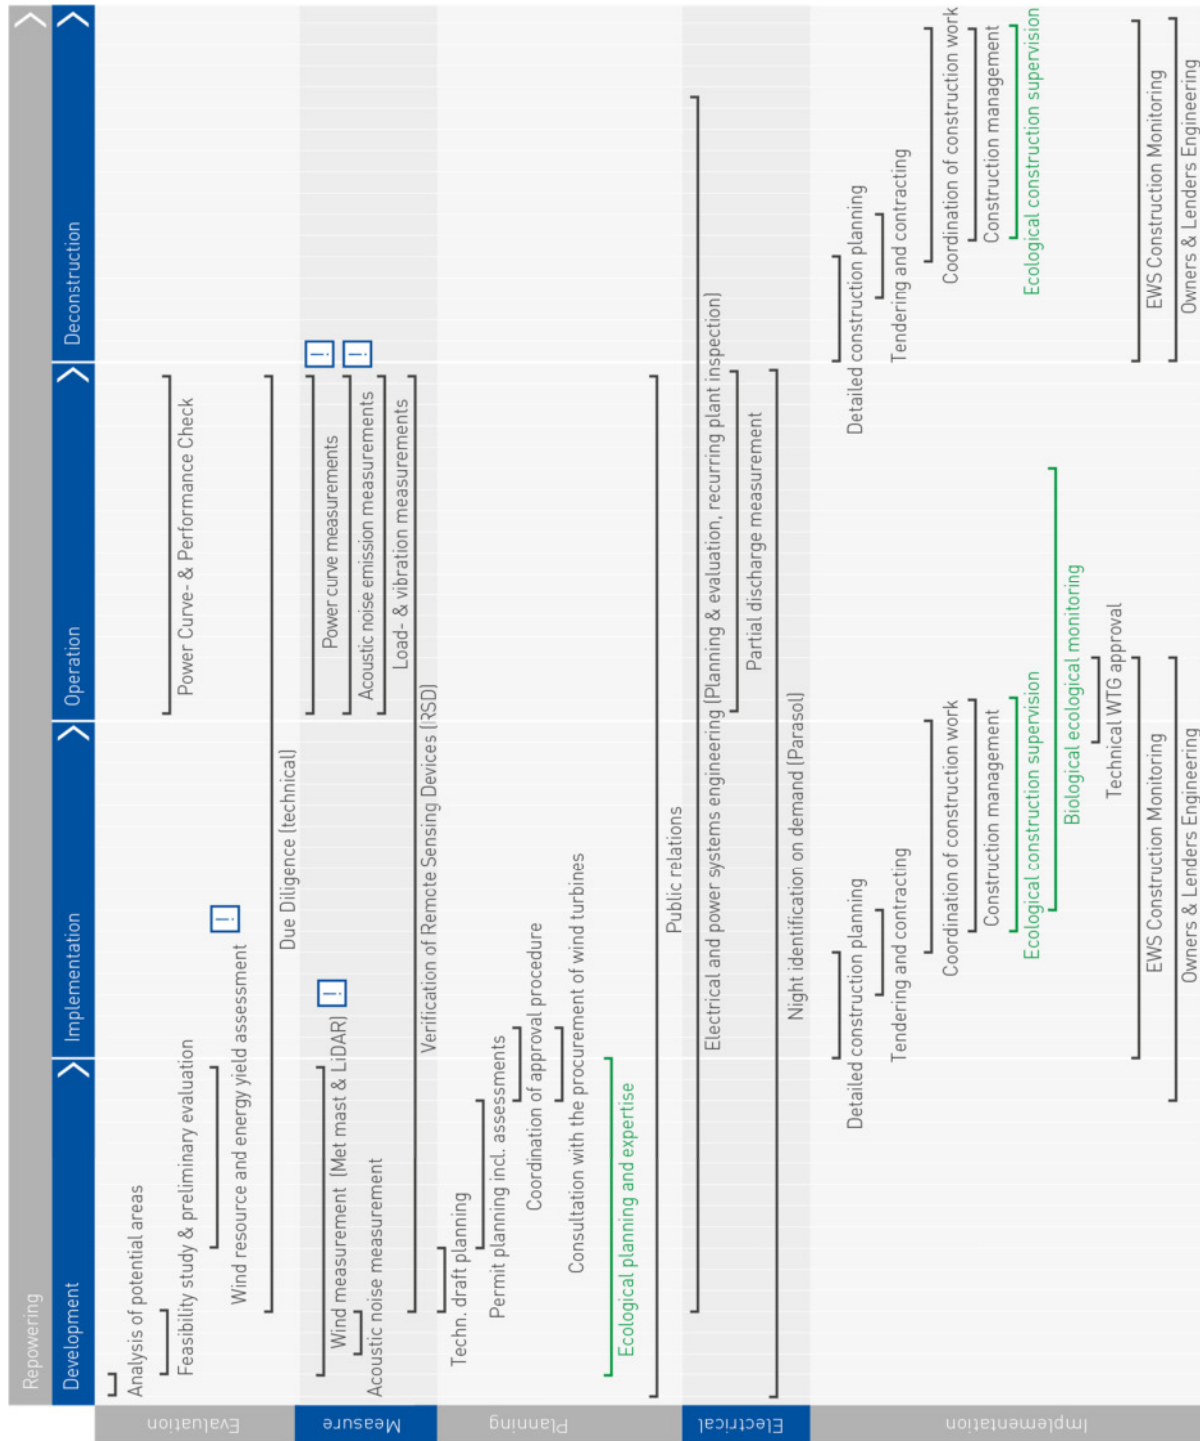 Repowering
Development
Implementation
Operation
Deconstruction
Evaluation
Analysis of potential areas
Feasibility study & preliminary evaluation
Power Curve- & Performance Check
Wind resource and energy yield assessment
i
Due Diligence (technical)
Measure
Power curve measurements
i
Wind measurement (Met mast & LiDAR)
i
Acoustic noise emission measurements
i
Acoustic noise measurement
Load- & vibration measurements
Verification of Remote Sensing Devices (RSD)
Planning
Techn. draft planning
Permit planning incl. assessments
Coordination of approval procedure
Consultation with the procurement of wind turbines
Ecological planning and expertise
Public relations
Electrical
Electrical and power systems engineering (Planning & evaluation, recurring plant inspection)
Partial discharge measurement
Night identification on demand (Parasol)
Implementation
Detailed construction planning
Detailed construction planning
Tendering and contracting
Tendering and contracting
Coordination of construction work
Coordination of construction work
Construction management
Construction management
Ecological construction supervision
Ecological construction supervision
Biological ecological monitoring
Technical WTG approval
EWS Construction Monitoring
EWS Construction Monitoring
Owners & Lenders Engineering
Owners & Lenders Engineering